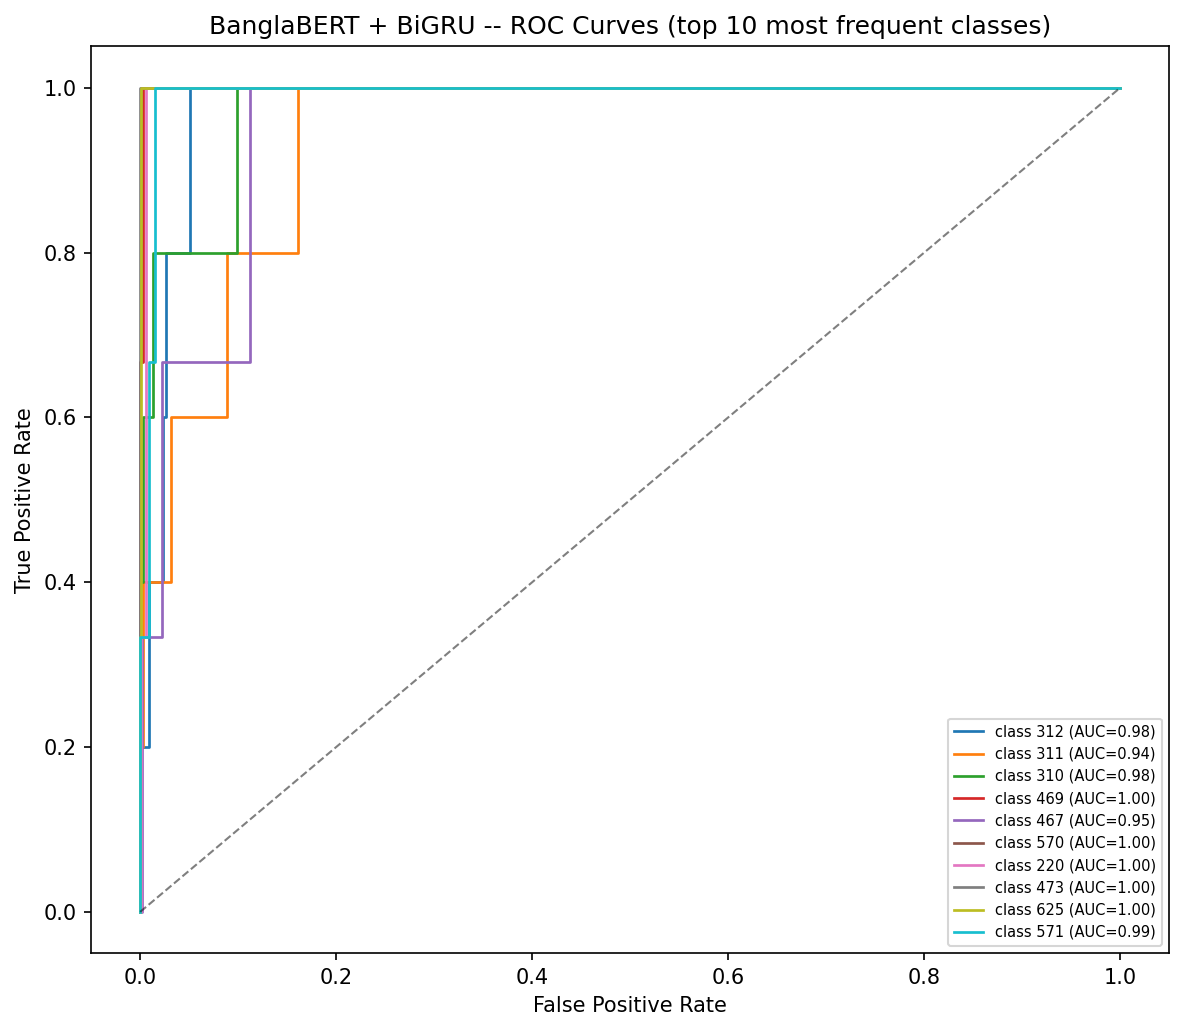 BanglaBERT + BiGRU -- ROC Curves (top 10 most frequent classes)
True Positive Rate
1.0
0.8
0.6
0.4
0.2
0.0
0.0 0.2 0.4 0.6 0.8 1.0
False Positive Rate
class 312 (AUC=0.98)
class 311 (AUC=0.94)
class 310 (AUC=0.98)
class 469 (AUC=1.00)
class 467 (AUC=0.95)
class 570 (AUC=1.00)
class 220 (AUC=1.00)
class 473 (AUC=1.00)
class 625 (AUC=1.00)
class 571 (AUC=0.99)